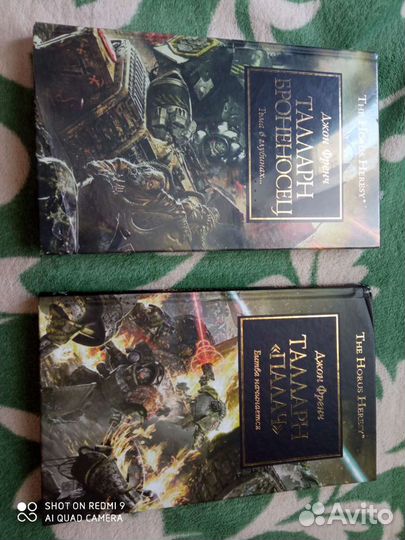 THE HORUS HERESY®
Джон Френч
ТАЛЛАРН
БРОНЕНОСЕЦ
Тьма в глубинах...
THE HORUS HERESY®
Джон Френч
ТАЛЛАРН
«ПАЛАЧ»
Битва начинается
SHOT ON REDMI 9
AI QUAD CAMERA
Avito